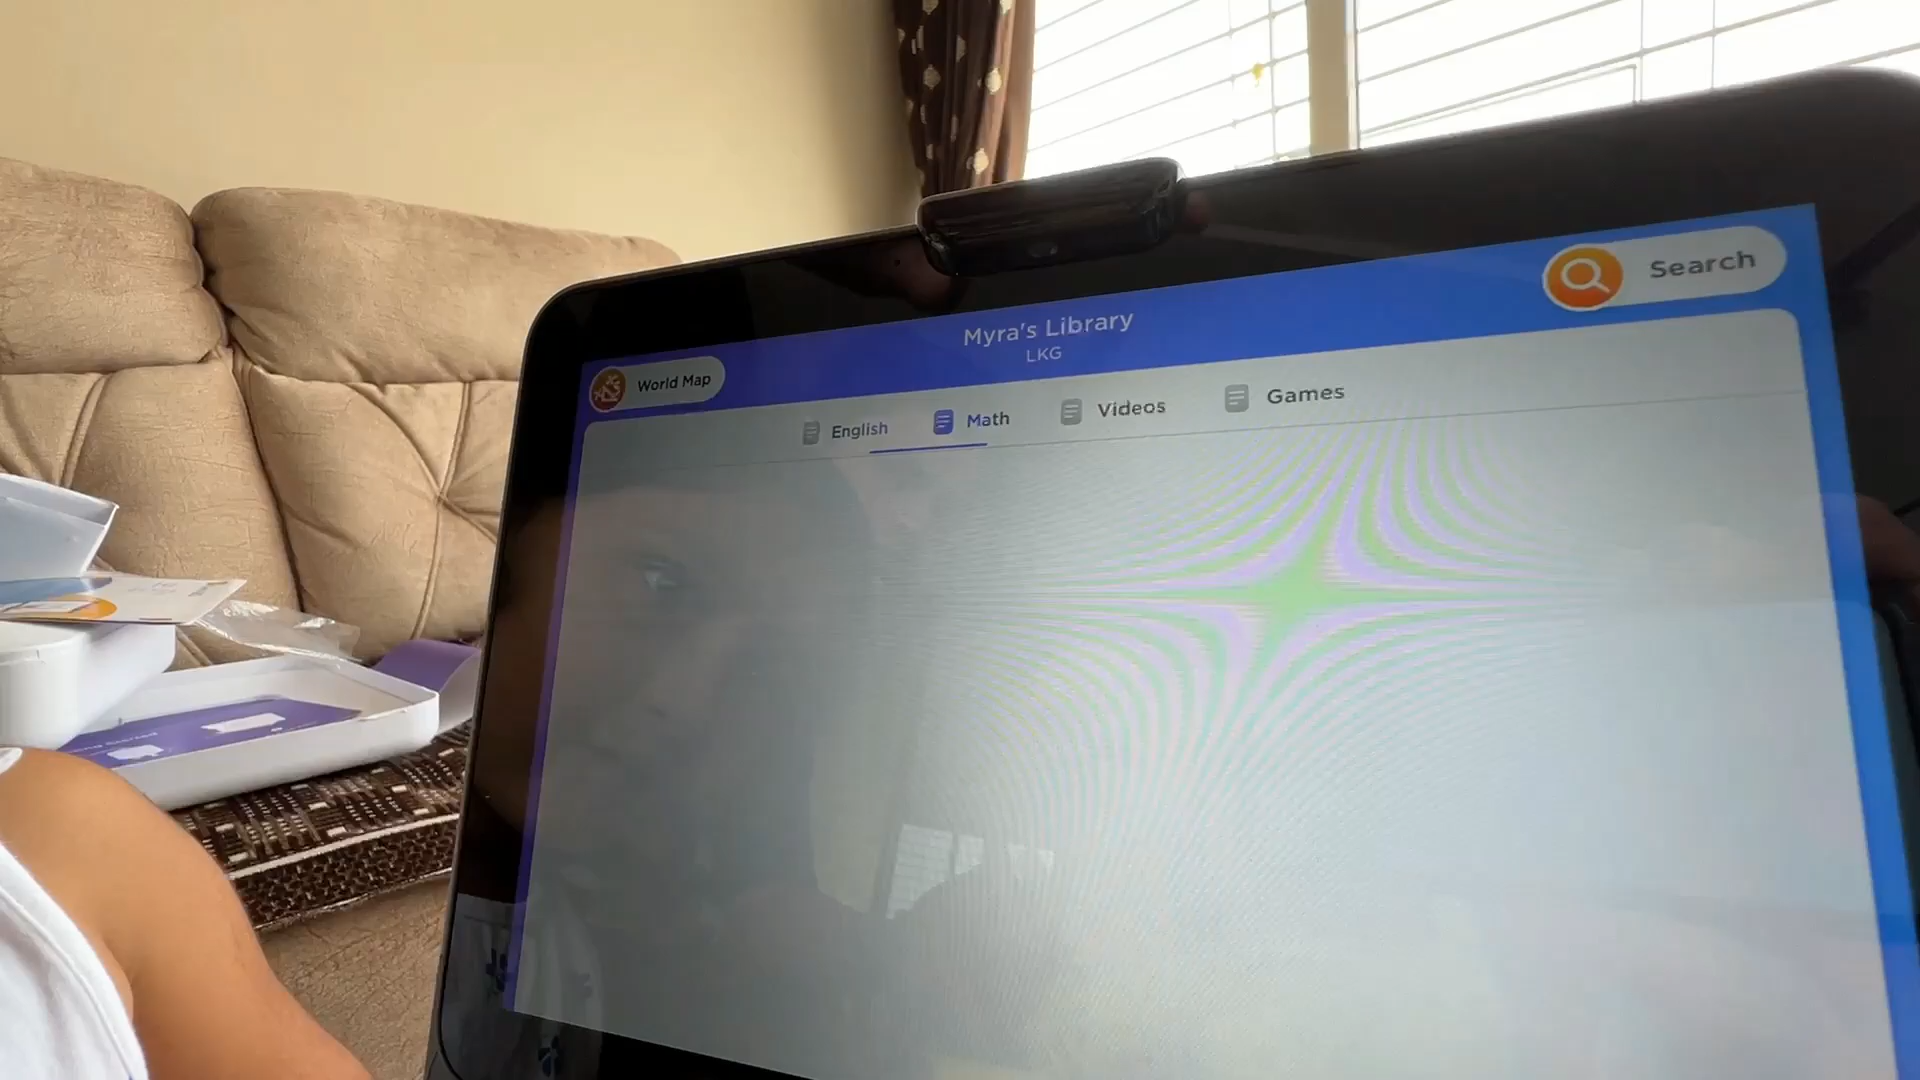 Search
Myra's Library
LKG
World Map
English
Math
Videos
Games